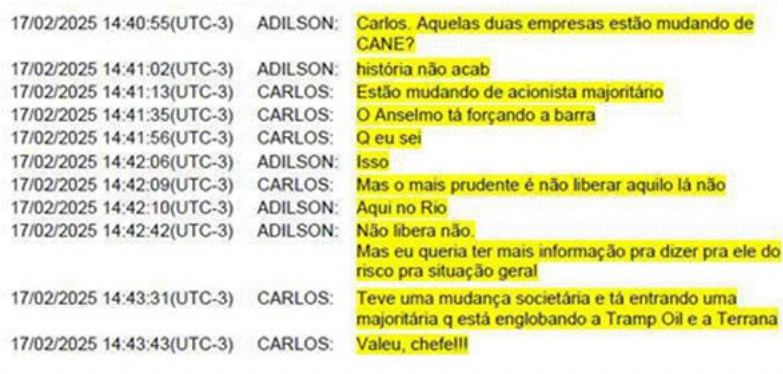 17/02/2025 14:40:55(UTC-3) ADILSON: Carlos. Aquelas duas empresas estão mudando de
CANE?
17/02/2025 14:41:02(UTC-3) ADILSON: história não acab
17/02/2025 14:41:13(UTC-3) CARLOS: Estão mudando de acionista majoritário
17/02/2025 14:41:35(UTC-3) CARLOS: O Anselmo tá forçando a barra
17/02/2025 14:41:56(UTC-3) CARLOS: Q eu sei
17/02/2025 14:42:06(UTC-3) ADILSON: Isso
17/02/2025 14:42:09(UTC-3) CARLOS: Mas o mais prudente é não liberar aquilo lá não
17/02/2025 14:42:10(UTC-3) ADILSON: Aqui no Rio
17/02/2025 14:42:42(UTC-3) ADILSON: Não libera não.
Mas eu queria ter mais informação pra dizer pra ele do
risco pra situação geral
17/02/2025 14:43:31(UTC-3) CARLOS: Teve uma mudança societária e tá entrando uma
majoritária q está englobando a Tramp Oil e a Terrana
17/02/2025 14:43:43(UTC-3) CARLOS: Valeu, chefe!!!